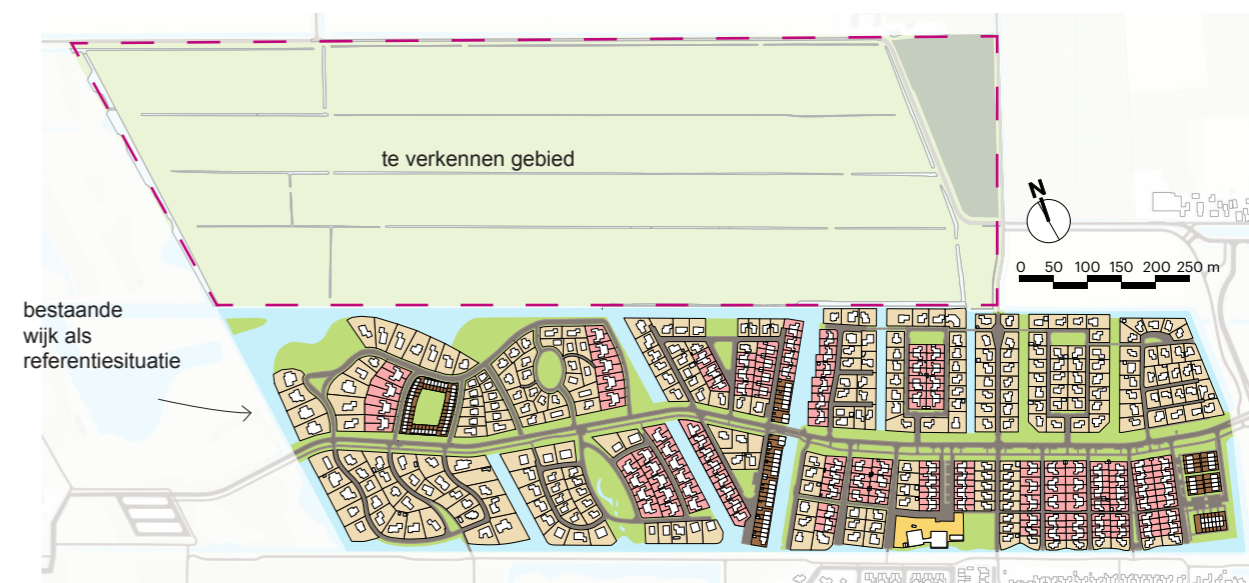 te verkennen gebied
N
0 50 100 150 200 250 m
bestaande
wijk als
referentiesituatie